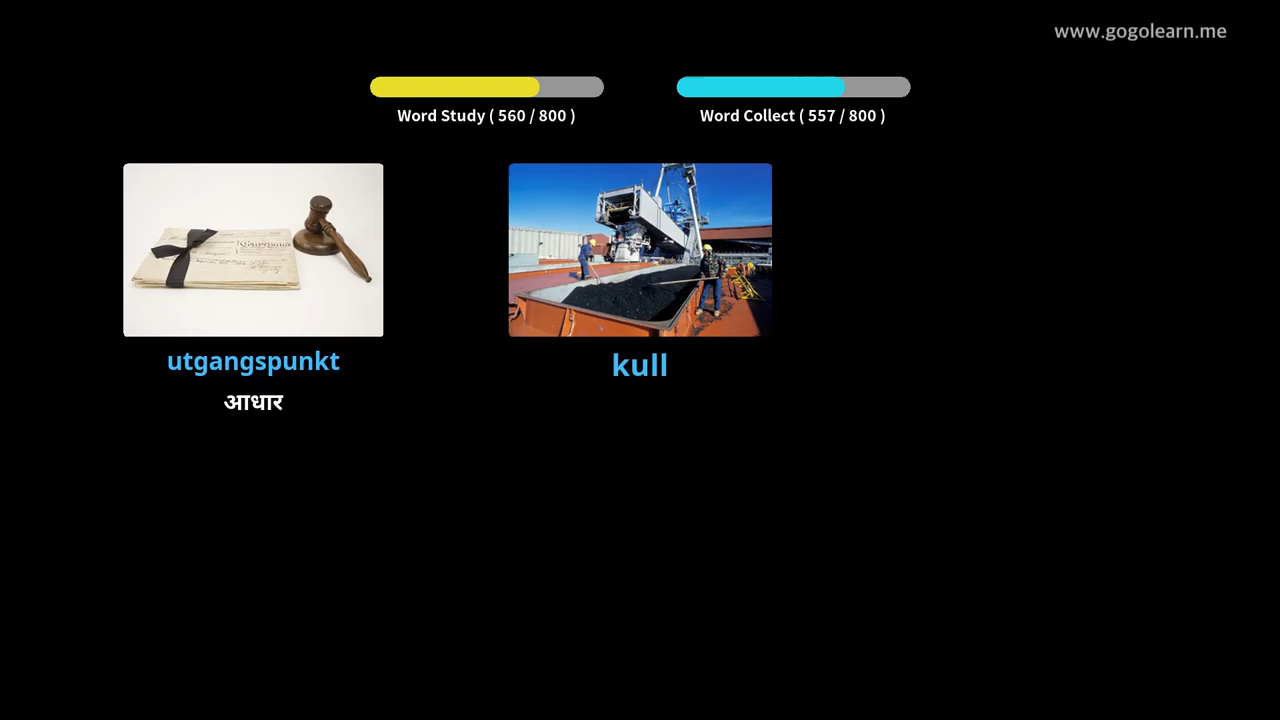 www.gogolearn.me
Word Study ( 560 / 800 )
Word Collect ( 557 / 800 )
utgangspunkt
kull
आधार